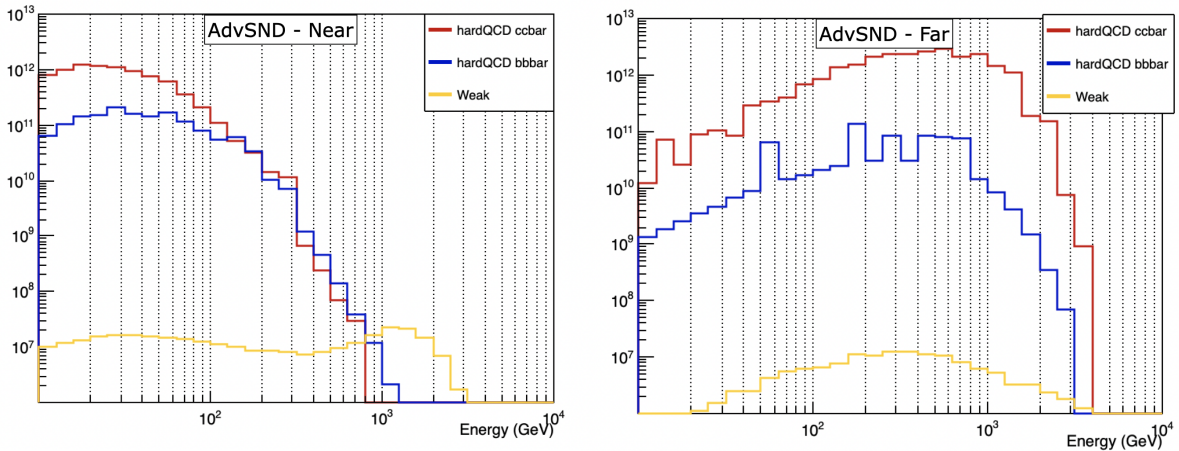 AdvSND - Near
hardQCD ccbar
hardQCD bbbar
Weak
10^13
10^12
10^11
10^10
10^9
10^8
10^7
10^2
10^3
10^4
Energy (GeV)
AdvSND - Far
hardQCD ccbar
hardQCD bbbar
Weak
10^13
10^12
10^11
10^10
10^9
10^8
10^7
10^2
10^3
10^4
Energy (GeV)